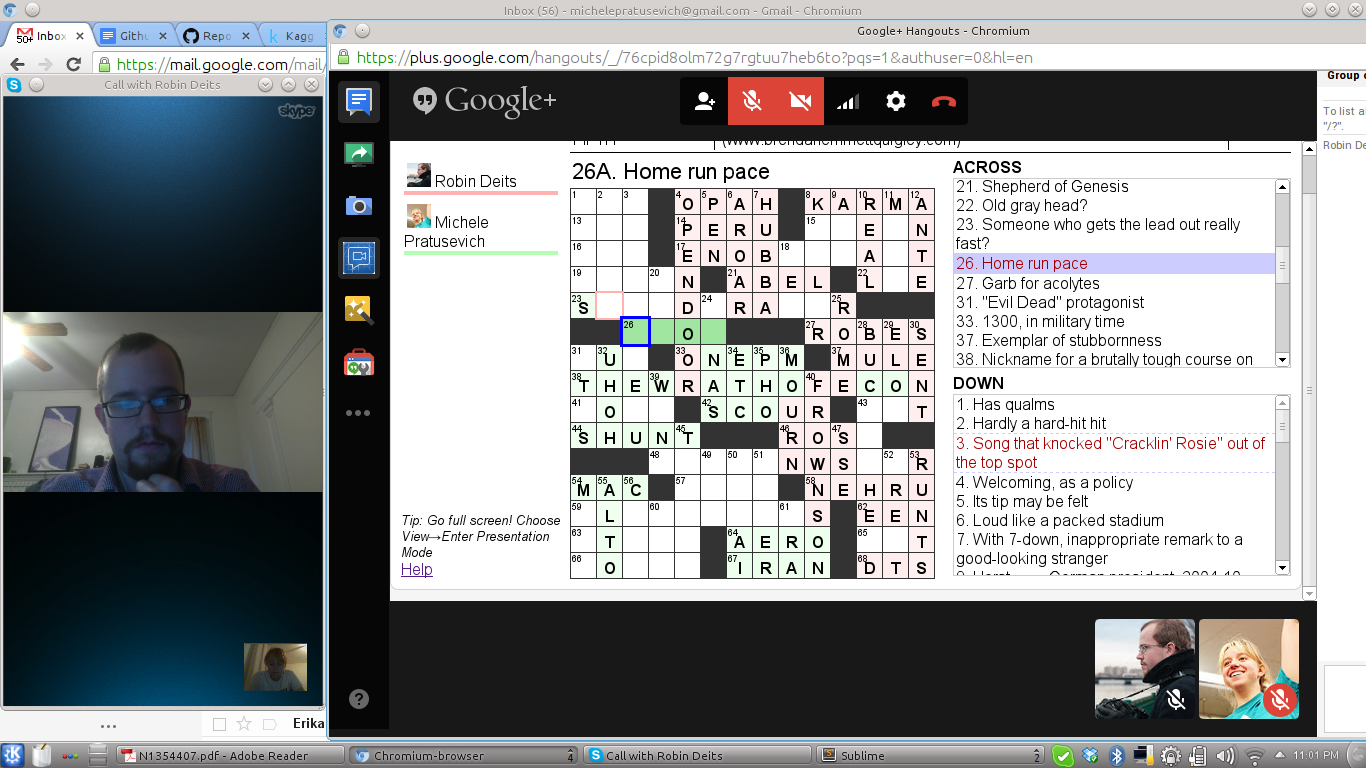 Inbox (56) - michelepratusevich@gmail.com - Gmail - Chromium
50+ Inbo Githu Repo Kagg
https://mail.google.com/mail/
Call with Robin Deits
skype
Google+ Hangouts - Chromium
https://plus.google.com/hangouts/_/76cpid8olm72g7rgtuu7heb6to?pqs=1&authuser=0&hl=en
Google+
Group
To list a
"/?".
Robin De
(www.brendanemmettquigley.com)
Robin Deits
Michele
Pratusevich
26A. Home run pace
1 2 3 4 O 5 P 6 A 7 H 8 K A 10 R 11 M 12 A
13 14 P E R U 15 E N
16 17 E N O B 18 A T
19 20 N 21 A B E L 22 L E
23 S D 24 R A 25 R
26 O 27 R O 28 B 29 E 30 S
31 32 U 33 O N 34 E 35 P 36 M 37 M U L E
38 T H E 39 W R A T H O 40 F E C O N
41 O 42 S C O U R 43 T
44 S H U N 45 T 46 R O 47 S
48 49 50 51 N W S 52 53 R
54 M 55 A 56 C 57 58 N E H R U
59 L 60 61 S 62 E E N
63 T 64 A E R O 65 T
66 O 67 I R A N 68 D T S
ACROSS
21. Shepherd of Genesis
22. Old gray head?
23. Someone who gets the lead out really
fast?
26. Home run pace
27. Garb for acolytes
31. "Evil Dead" protagonist
33. 1300, in military time
37. Exemplar of stubbornness
38. Nickname for a brutally tough course on
DOWN
1. Has qualms
2. Hardly a hard-hit hit
3. Song that knocked "Cracklin' Rosie" out of
the top spot
4. Welcoming, as a policy
5. Its tip may be felt
6. Loud like a packed stadium
7. With 7-down, inappropriate remark to a
good-looking stranger
Tip: Go full screen! Choose
View→Enter Presentation
Mode
Help
Erika
N1354407.pdf - Adobe Reader
Chromium-browser 4
Call with Robin Deits
Sublime 2
11:01 PM